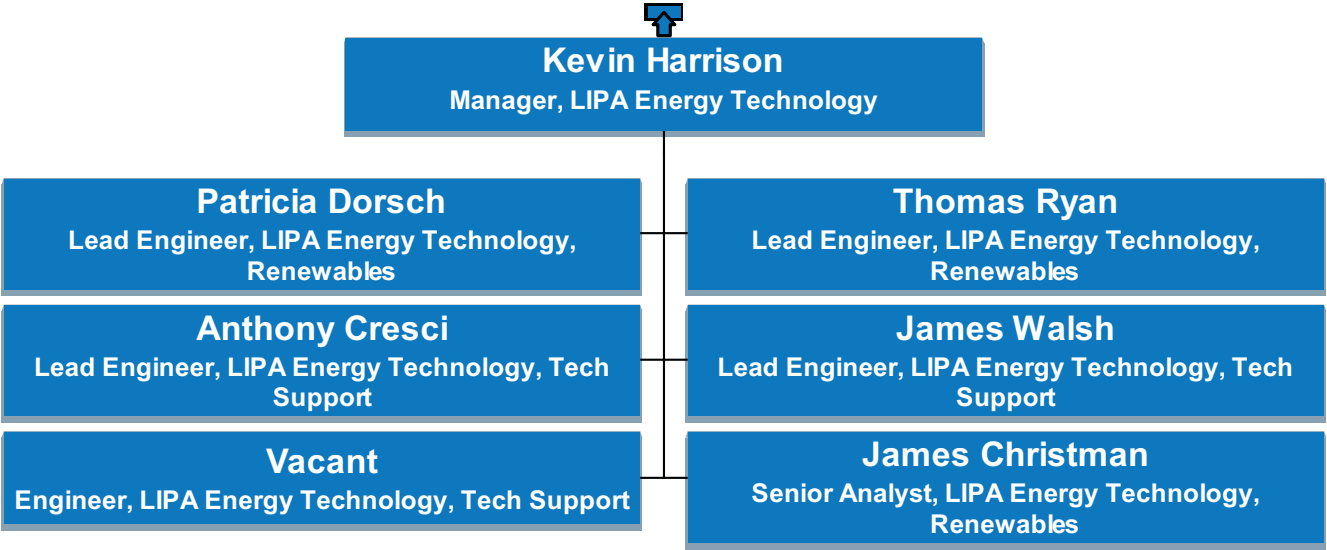 Kevin Harrison
Manager, LIPA Energy Technology
Patricia Dorsch
Lead Engineer, LIPA Energy Technology,
Renewables
Thomas Ryan
Lead Engineer, LIPA Energy Technology,
Renewables
Anthony Cresci
Lead Engineer, LIPA Energy Technology, Tech
Support
James Walsh
Lead Engineer, LIPA Energy Technology, Tech
Support
Vacant
Engineer, LIPA Energy Technology, Tech Support
James Christman
Senior Analyst, LIPA Energy Technology,
Renewables